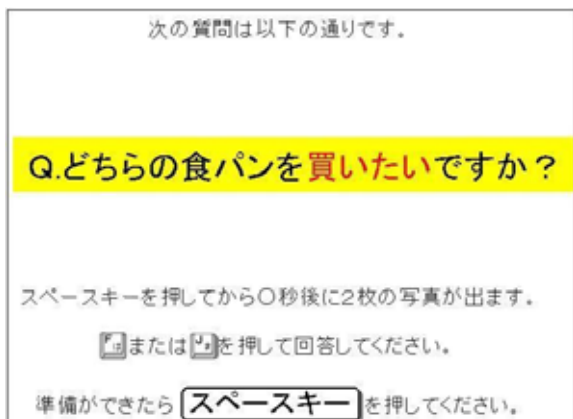 次の質問は以下の通りです。
Q.どちらの食パンを買いたいですか？
スペースキーを押してから〇秒後に2枚の写真が出ます。
F はまたはJ まを押して回答してください。
準備ができたら スペースキー を押してください。